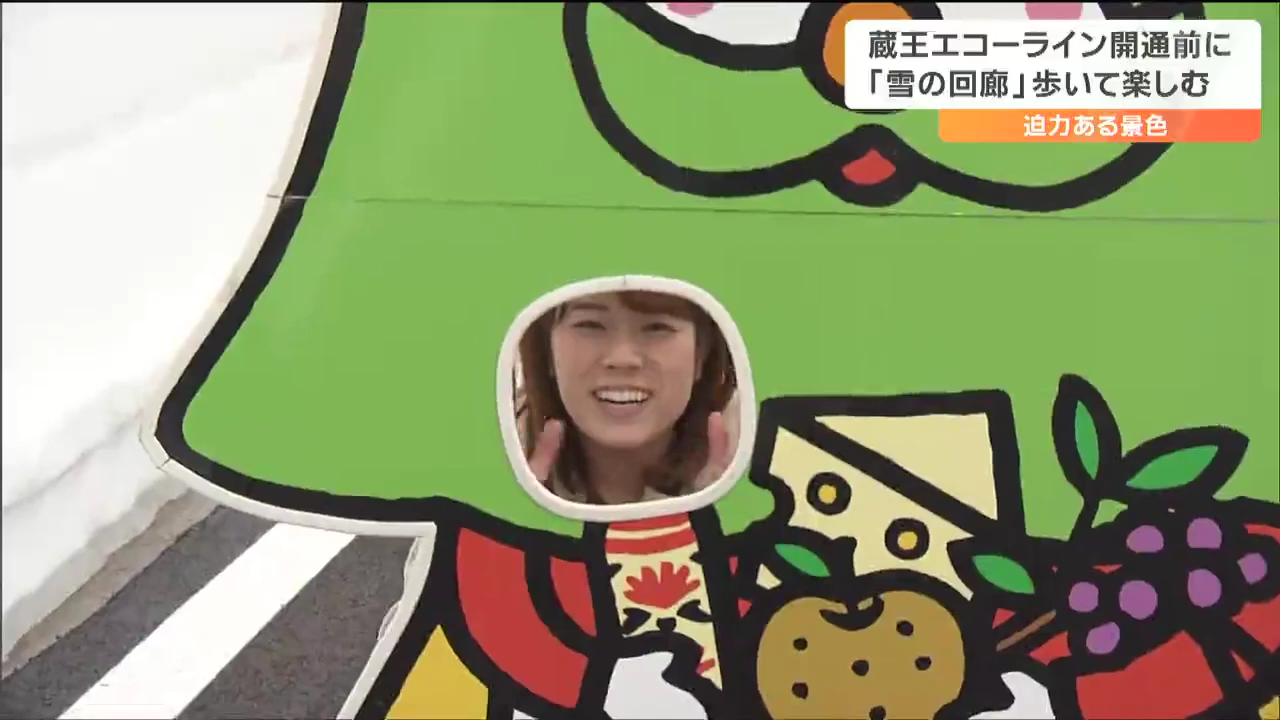 蔵王エコーライン開通前に
「雪の回廊」歩いて楽しむ
迫力ある景色